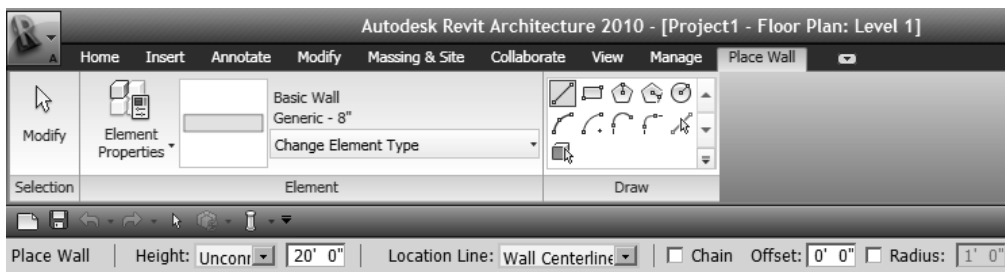 Autodesk Revit Architecture 2010 - [Project1 - Floor Plan: Level 1]
Home Insert Annotate Modify Massing & Site Collaborate View Manage Place Wall
Modify
Element
Properties
Basic Wall
Generic - 8"
Change Element Type
Selection Element Draw
Place Wall Height: Unconr 20' 0" Location Line: Wall Centerline Chain Offset: 0' 0" Radius: 1' 0"